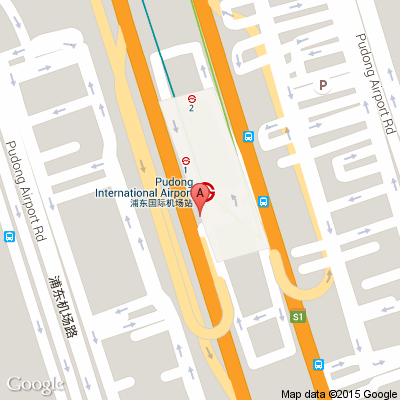 Pudong Airport Rd
P
2
1
Pudong
International Airport
浦东国际机场站
A
Pudong Airport Rd
浦东机场路
S1
Google
Map data ©2015 Google